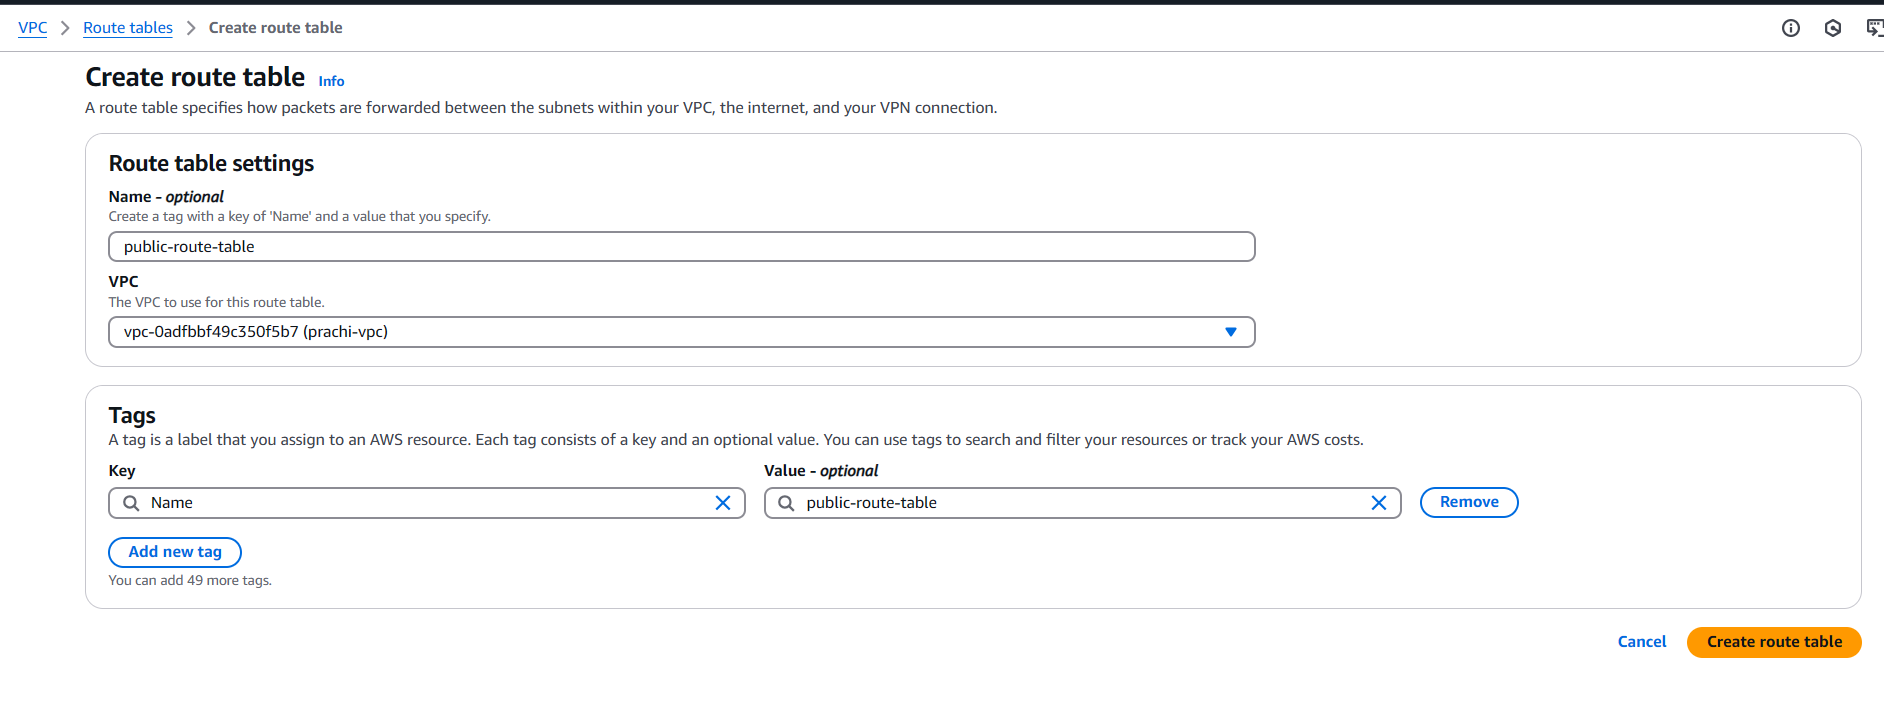 VPC > Route tables > Create route table
Create route table Info
A route table specifies how packets are forwarded between the subnets within your VPC, the internet, and your VPN connection.
Route table settings
Name - optional
Create a tag with a key of 'Name' and a value that you specify.
public-route-table
VPC
The VPC to use for this route table.
vpc-0adfbbf49c350f5b7 (prachi-vpc)
Tags
A tag is a label that you assign to an AWS resource. Each tag consists of a key and an optional value. You can use tags to search and filter your resources or track your AWS costs.
Key Value - optional
Name public-route-table Remove
Add new tag
You can add 49 more tags.
Cancel Create route table